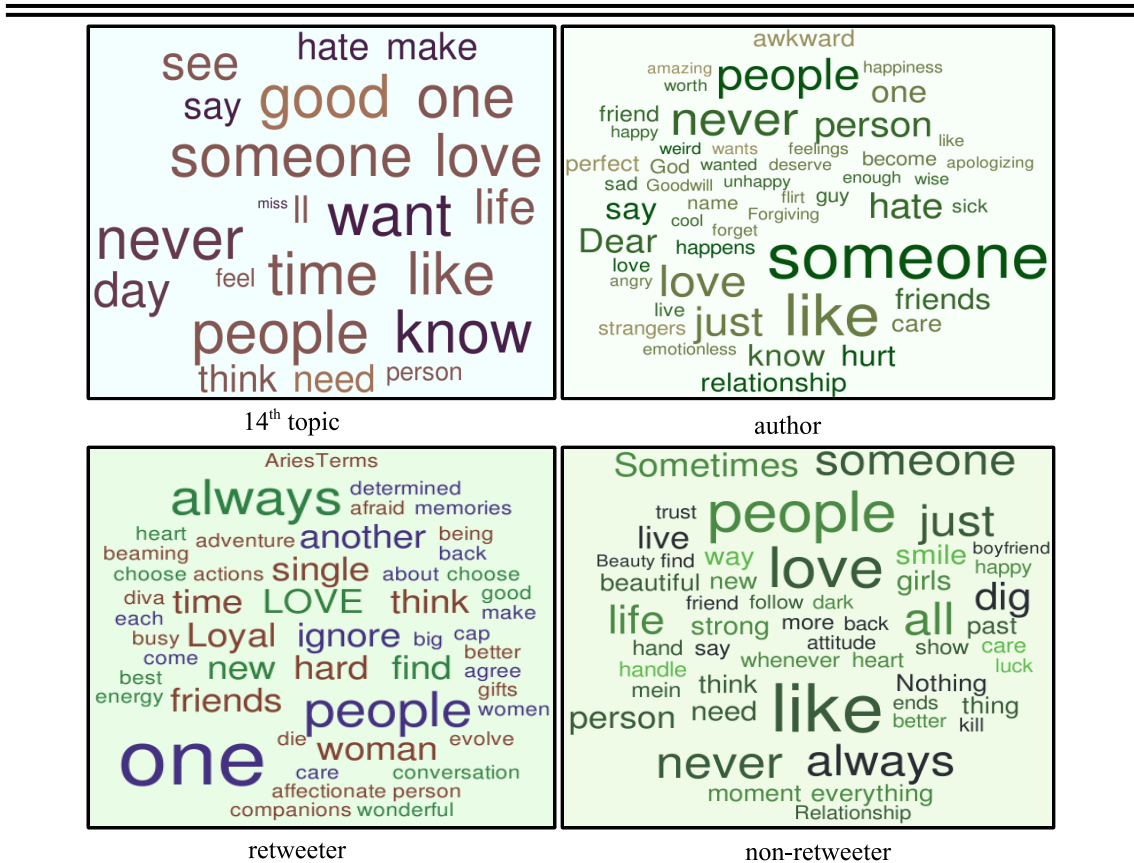 hate make
see
say good one
someone love
miss ll want life
never
feel time like
day
people know
think need person
14th topic
awkward
amazing people happiness
worth one
friend never person
happy like
weird wants feelings
perfect God wanted deserve become apologizing
sad Goodwill unhappy enough wise
name flirt guy
say cool Forgiving hate sick
forget
Dear happens someone
love
angry love like friends
live
strangers just care
emotionless know hurt
relationship
author
AriesTerms
always determined
afraid memories
heart adventure another being
beaming back
choose actions single about choose
diva time LOVE think good
each make
busy Loyal ignore big cap
come better
new hard find agree
best
energy friends gifts
people women
one die woman evolve
care conversation
affectionate person
companions wonderful
retweeter
Sometimes someone
trust people just
live
Beauty find way love smile boyfriend
happy
beautiful new girls
friend follow dark dig
life strong more back all past
hand say attitude show care
handle whenever heart luck
mein think Nothing
person need like ends thing
better kill
never always
moment everything
Relationship
non-retweeter